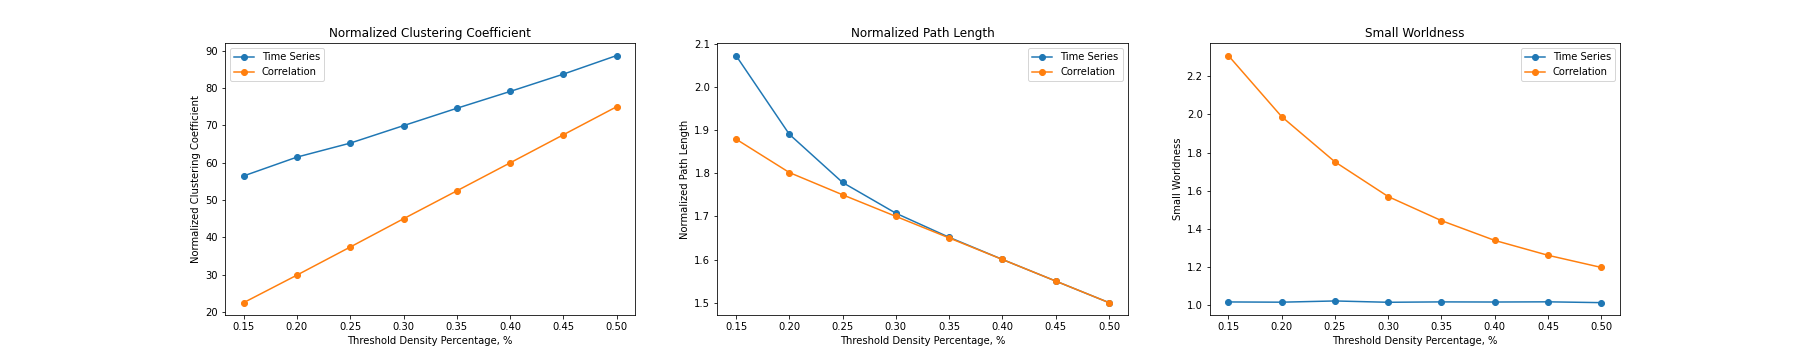 Normalized Clustering Coefficient
Time Series
Correlation
Normalized Clustering Coefficient
90
80
70
60
50
40
30
20
0.15 0.20 0.25 0.30 0.35 0.40 0.45 0.50
Threshold Density Percentage, %
Normalized Path Length
Time Series
Correlation
Normalized Path Length
2.1
2.0
1.9
1.8
1.7
1.6
1.5
0.15 0.20 0.25 0.30 0.35 0.40 0.45 0.50
Threshold Density Percentage, %
Small Worldness
Time Series
Correlation
Small Worldness
2.2
2.0
1.8
1.6
1.4
1.2
1.0
0.15 0.20 0.25 0.30 0.35 0.40 0.45 0.50
Threshold Density Percentage, %